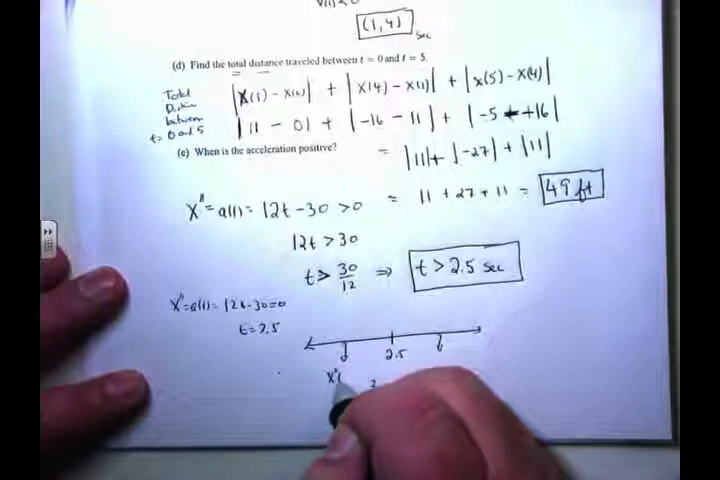 (1,4) sec
(d) Find the total distance traveled between t = 0 and t = 5.
Total
between
t = 0 and 5
|x(1) - x(0)| + |x(4) - x(1)| + |x(5) - x(4)|
|11 - 0| + |-16 - 11| + |-5 + +16|
(e) When is the acceleration positive?
= |11| + |-27| + |11|
= 11 + 27 + 11 = 49 ft
x" = a(t) = 12t - 30 > 0
12t > 30
t > 30/12 ⇒ t > 2.5 sec
x" = a(t) = 12t - 30 = 0
t = 2.5
2.5
x"(
2